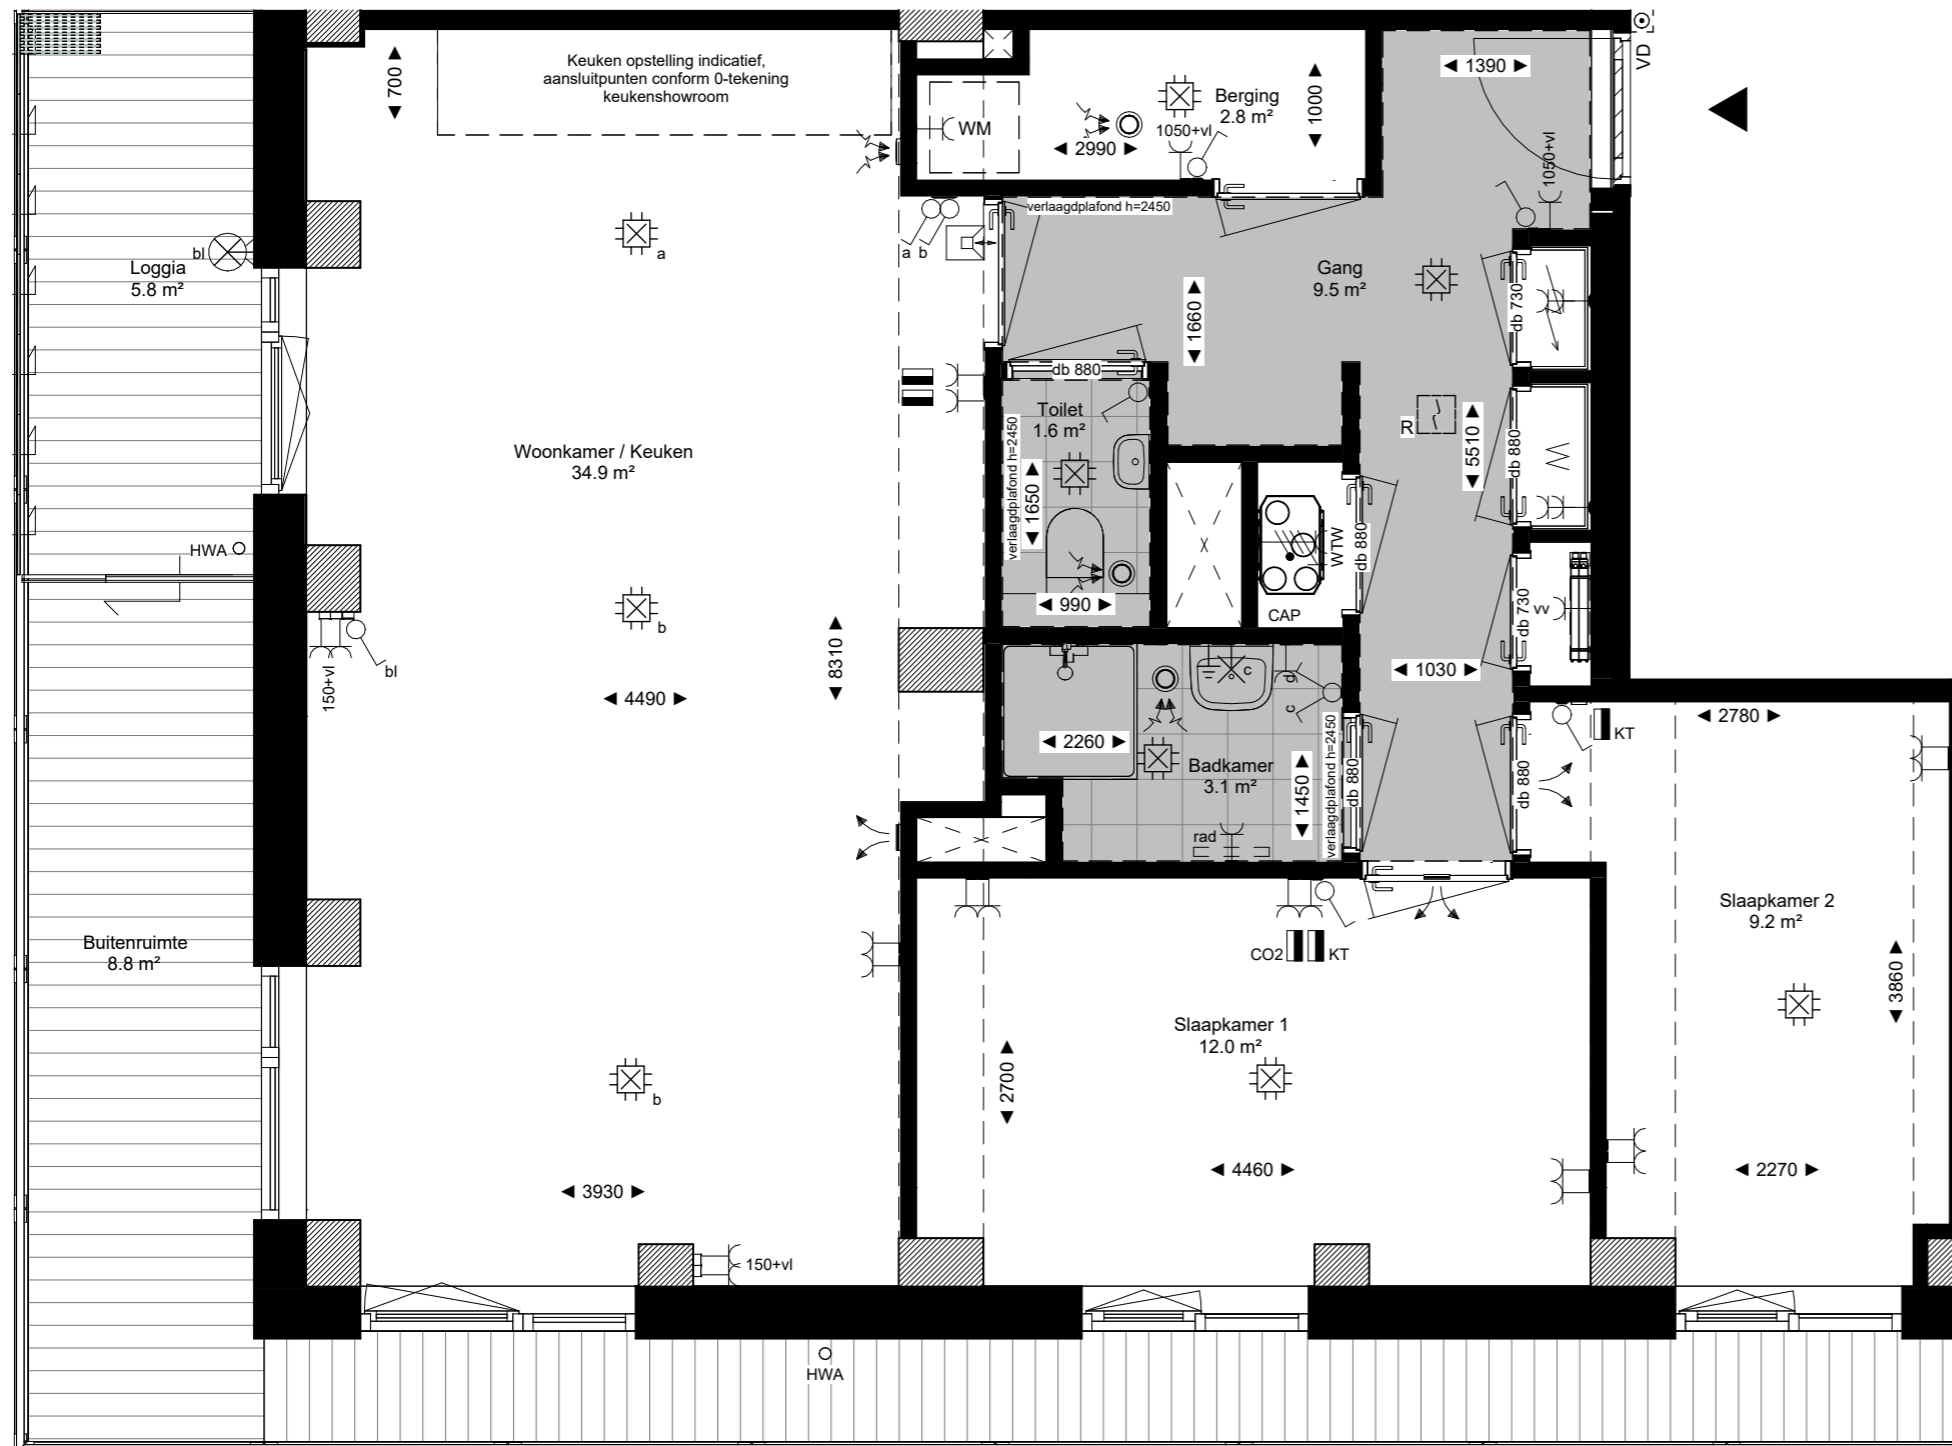 Keuken opstelling indicatief,
aansluitpunten conform 0-tekening
keukenshowroom
700
WM
2990
1050+vl
Berging
2.8 m²
1000
1390
VD
1050+vl
verlaagdplafond h=2450
a b
a
bl
Loggia
5.8 m²
Gang
9.5 m²
1660
db 730
db 880
Toilet
1.6 m²
verlaagdplafond h=2450
1650
990
R
5510
db 880
Woonkamer / Keuken
34.9 m²
WTW
CAP
db 880
HWA
b
vv
db 730
150+vl
bl
4490
8310
1030
c
d
c
2260
Badkamer
3.1 m²
1450
verlaagdplafond h=2450
db 880
rad
db 880
KT
2780
Buitenruimte
8.8 m²
CO2
KT
Slaapkamer 2
9.2 m²
3860
Slaapkamer 1
12.0 m²
2700
b
4460
2270
3930
150+vl
HWA